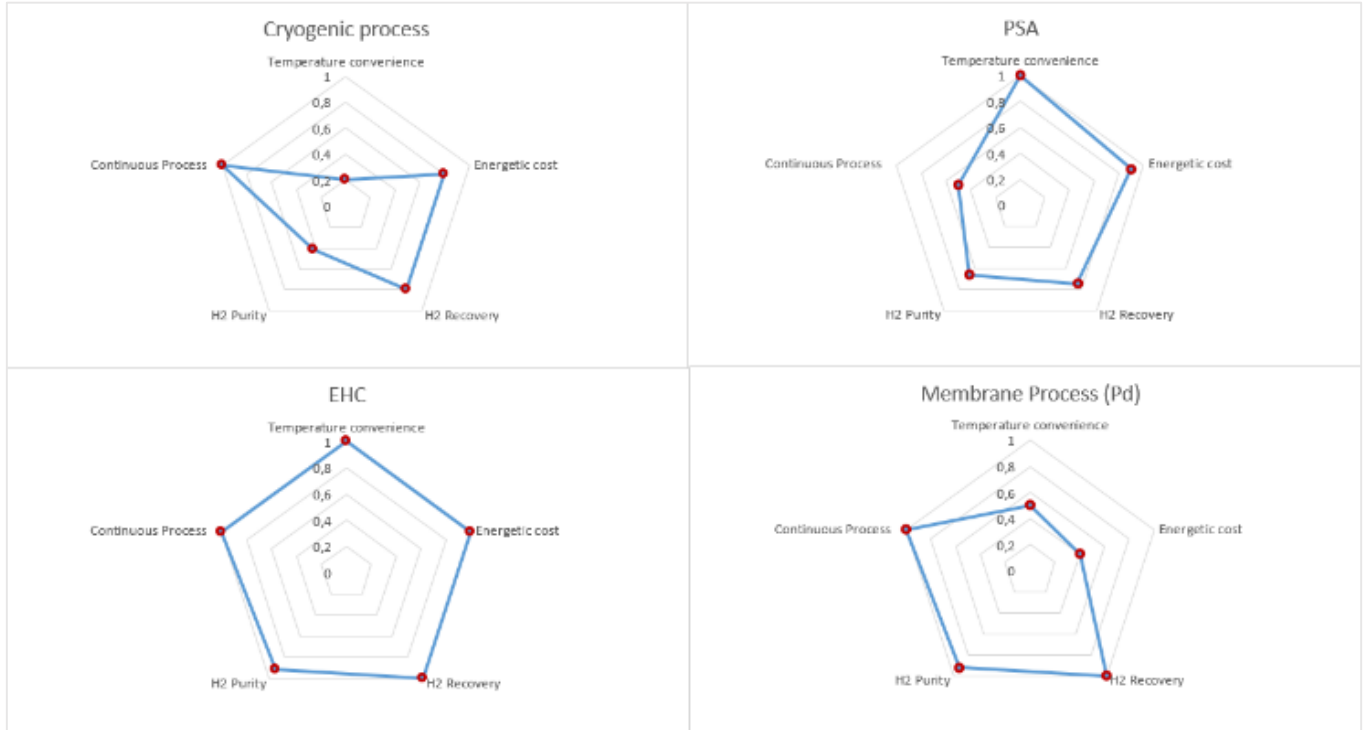 Cryogenic process
Temperature convenience
1
0,8
0,6
0,4
Continuous Process
Energetic cost
0,2
0
H2 Purity
H2 Recovery
PSA
Temperature convenience
1
0,8
0,6
0,4
Continuous Process
Energetic cost
0,2
0
H2 Purity
H2 Recovery
EHC
Temperature convenience
1
0,8
0,6
0,4
Continuous Process
Energetic cost
0,2
0
H2 Purity
H2 Recovery
Membrane Process (Pd)
Temperature convenience
1
0,8
0,6
0,4
Continuous Process
Energetic cost
0,2
0
H2 Purity
H2 Recovery